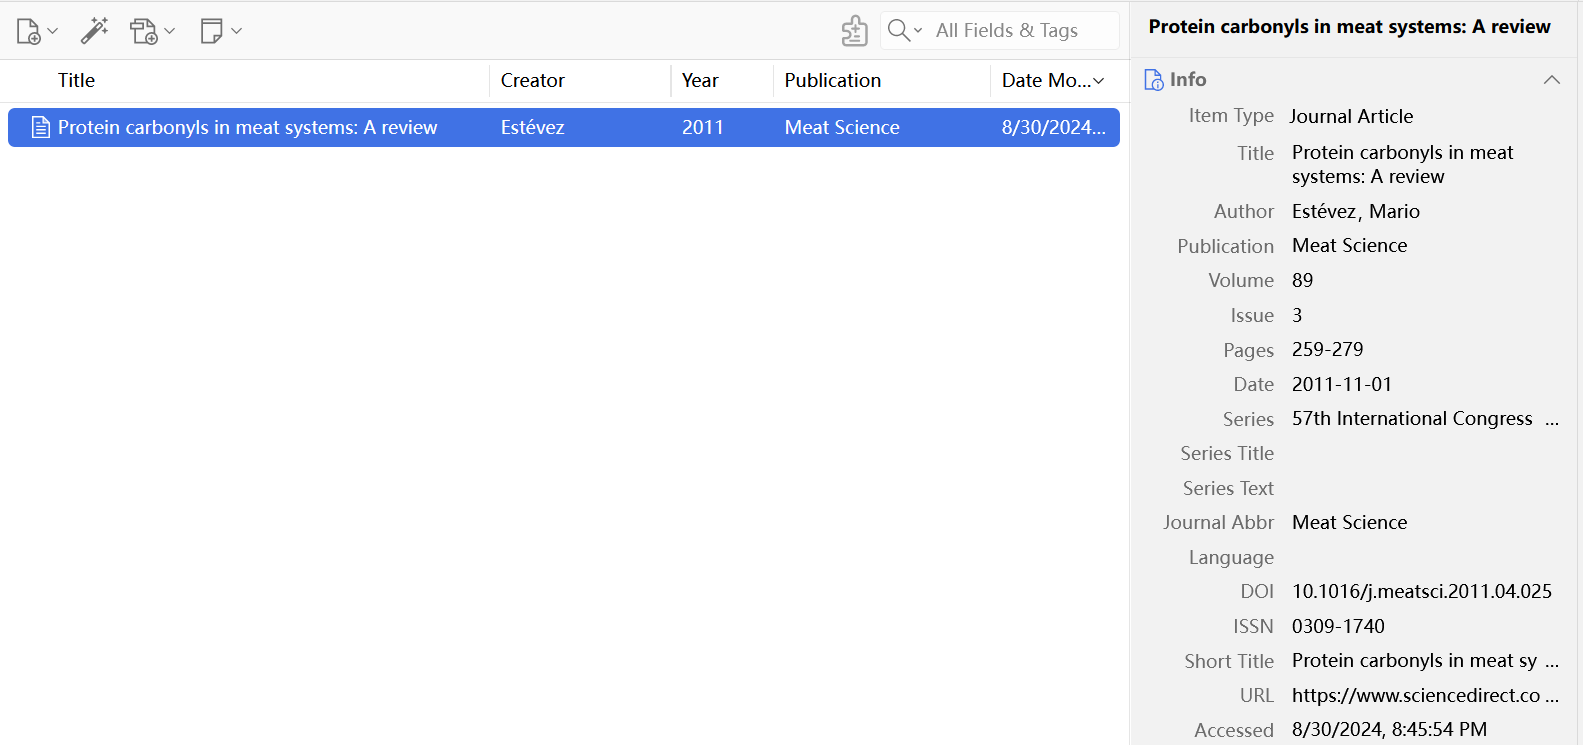 All Fields & Tags
Title Creator Year Publication Date Mo...
Protein carbonyls in meat systems: A review Estévez 2011 Meat Science 8/30/2024...
Protein carbonyls in meat systems: A review
Info
Item Type Journal Article
Title Protein carbonyls in meat
systems: A review
Author Estévez, Mario
Publication Meat Science
Volume 89
Issue 3
Pages 259-279
Date 2011-11-01
Series 57th International Congress ...
Series Title
Series Text
Journal Abbr Meat Science
Language
DOI 10.1016/j.meatsci.2011.04.025
ISSN 0309-1740
Short Title Protein carbonyls in meat sy ...
URL https://www.sciencedirect.co ...
Accessed 8/30/2024, 8:45:54 PM